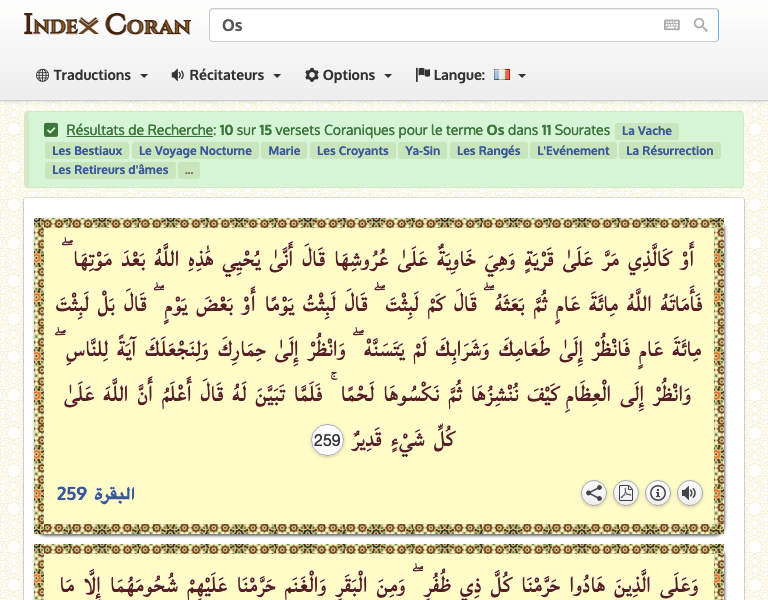 Index Coran
Os
Traductions
Récitateurs
Options
Langue:
Résultats de Recherche: 10 sur 15 versets Coraniques pour le terme Os dans 11 Sourates La Vache
Les Bestiaux Le Voyage Nocturne Marie Les Croyants Ya-Sin Les Rangés L'Evénement La Résurrection
Les Retireurs d'âmes ...
أَوْ كَالَّذِي مَرَّ عَلَىٰ قَرْيَةٍ وَهِيَ خَاوِيَةٌ عَلَىٰ عُرُوشِهَا قَالَ أَنَّىٰ يُحْيِي هَٰذِهِ اللَّهُ بَعْدَ مَوْتِهَا ۖ
فَأَمَاتَهُ اللَّهُ مِائَةَ عَامٍ ثُمَّ بَعَثَهُ ۖ قَالَ كَمْ لَبِثْتَ ۖ قَالَ لَبِثْتُ يَوْمًا أَوْ بَعْضَ يَوْمٍ ۖ قَالَ بَلْ لَبِثْتَ
مِائَةَ عَامٍ فَانْظُرْ إِلَىٰ طَعَامِكَ وَشَرَابِكَ لَمْ يَتَسَنَّهْ ۖ وَانْظُرْ إِلَىٰ حِمَارِكَ وَلِنَجْعَلَكَ آيَةً لِلنَّاسِ ۖ
وَانْظُرْ إِلَى الْعِظَامِ كَيْفَ نُنْشِزُهَا ثُمَّ نَكْسُوهَا لَحْمًا ۚ فَلَمَّا تَبَيَّنَ لَهُ قَالَ أَعْلَمُ أَنَّ اللَّهَ عَلَىٰ
كُلِّ شَيْءٍ قَدِيرٌ 259
البقرة 259
وَعَلَى الَّذِينَ هَادُوا حَرَّمْنَا كُلَّ ذِي ظُفُرٍ ۖ وَمِنَ الْبَقَرِ وَالْغَنَمِ حَرَّمْنَا عَلَيْهِمْ شُحُومَهُمَا إِلَّا مَا